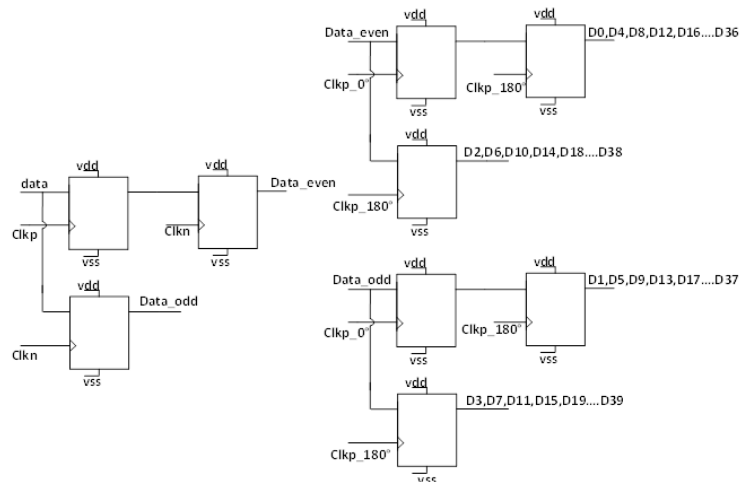 data
Clkp
vdd
vss
vdd
Clkn
vss
Data_even
vdd
Clkn
vss
Data_odd
Data_even
Clkp_0°
vdd
vss
vdd
Clkp_180°
vss
D0,D4,D8,D12,D16....D36
vdd
Clkp_180°
vss
D2,D6,D10,D14,D18....D38
Data_odd
Clkp_0°
vdd
vss
vdd
Clkp_180°
vss
D1,D5,D9,D13,D17....D37
vdd
Clkp_180°
vss
D3,D7,D11,D15,D19....D39